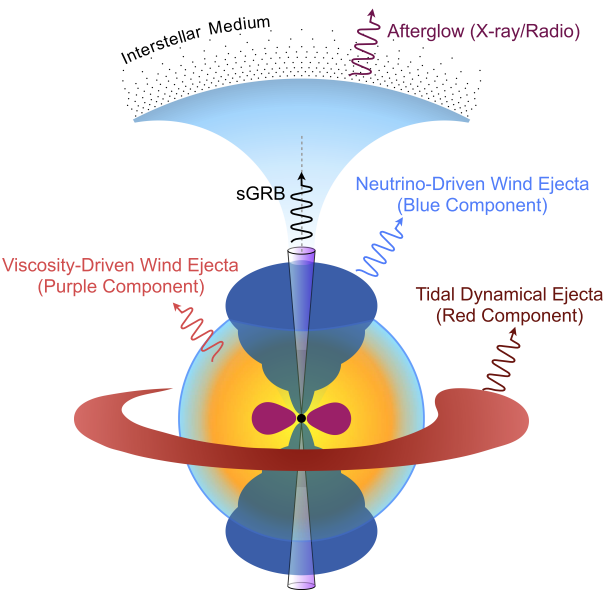 Interstellar Medium
Afterglow (X-ray/Radio)
sGRB
Neutrino-Driven Wind Ejecta
(Blue Component)
Viscosity-Driven Wind Ejecta
(Purple Component)
Tidal Dynamical Ejecta
(Red Component)